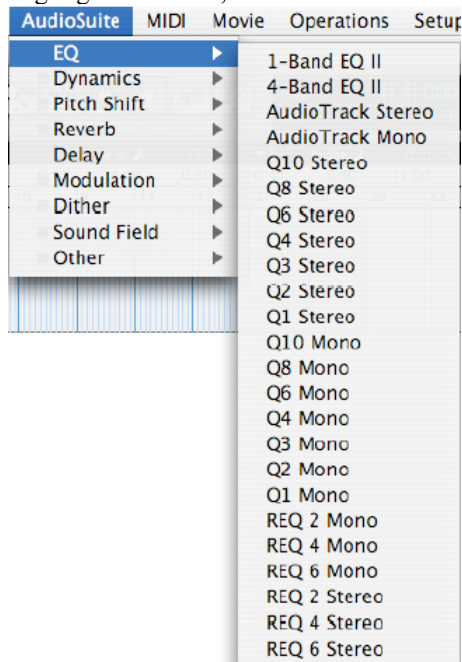 AudioSuite MIDI Movie Operations Setup
EQ
Dynamics
Pitch Shift
Reverb
Delay
Modulation
Dither
Sound Field
Other
1-Band EQ II
4-Band EQ II
AudioTrack Stereo
AudioTrack Mono
Q10 Stereo
Q8 Stereo
Q6 Stereo
Q4 Stereo
Q3 Stereo
Q2 Stereo
Q1 Stereo
Q10 Mono
Q8 Mono
Q6 Mono
Q4 Mono
Q3 Mono
Q2 Mono
Q1 Mono
REQ 2 Mono
REQ 4 Mono
REQ 6 Mono
REQ 2 Stereo
REQ 4 Stereo
REQ 6 Stereo